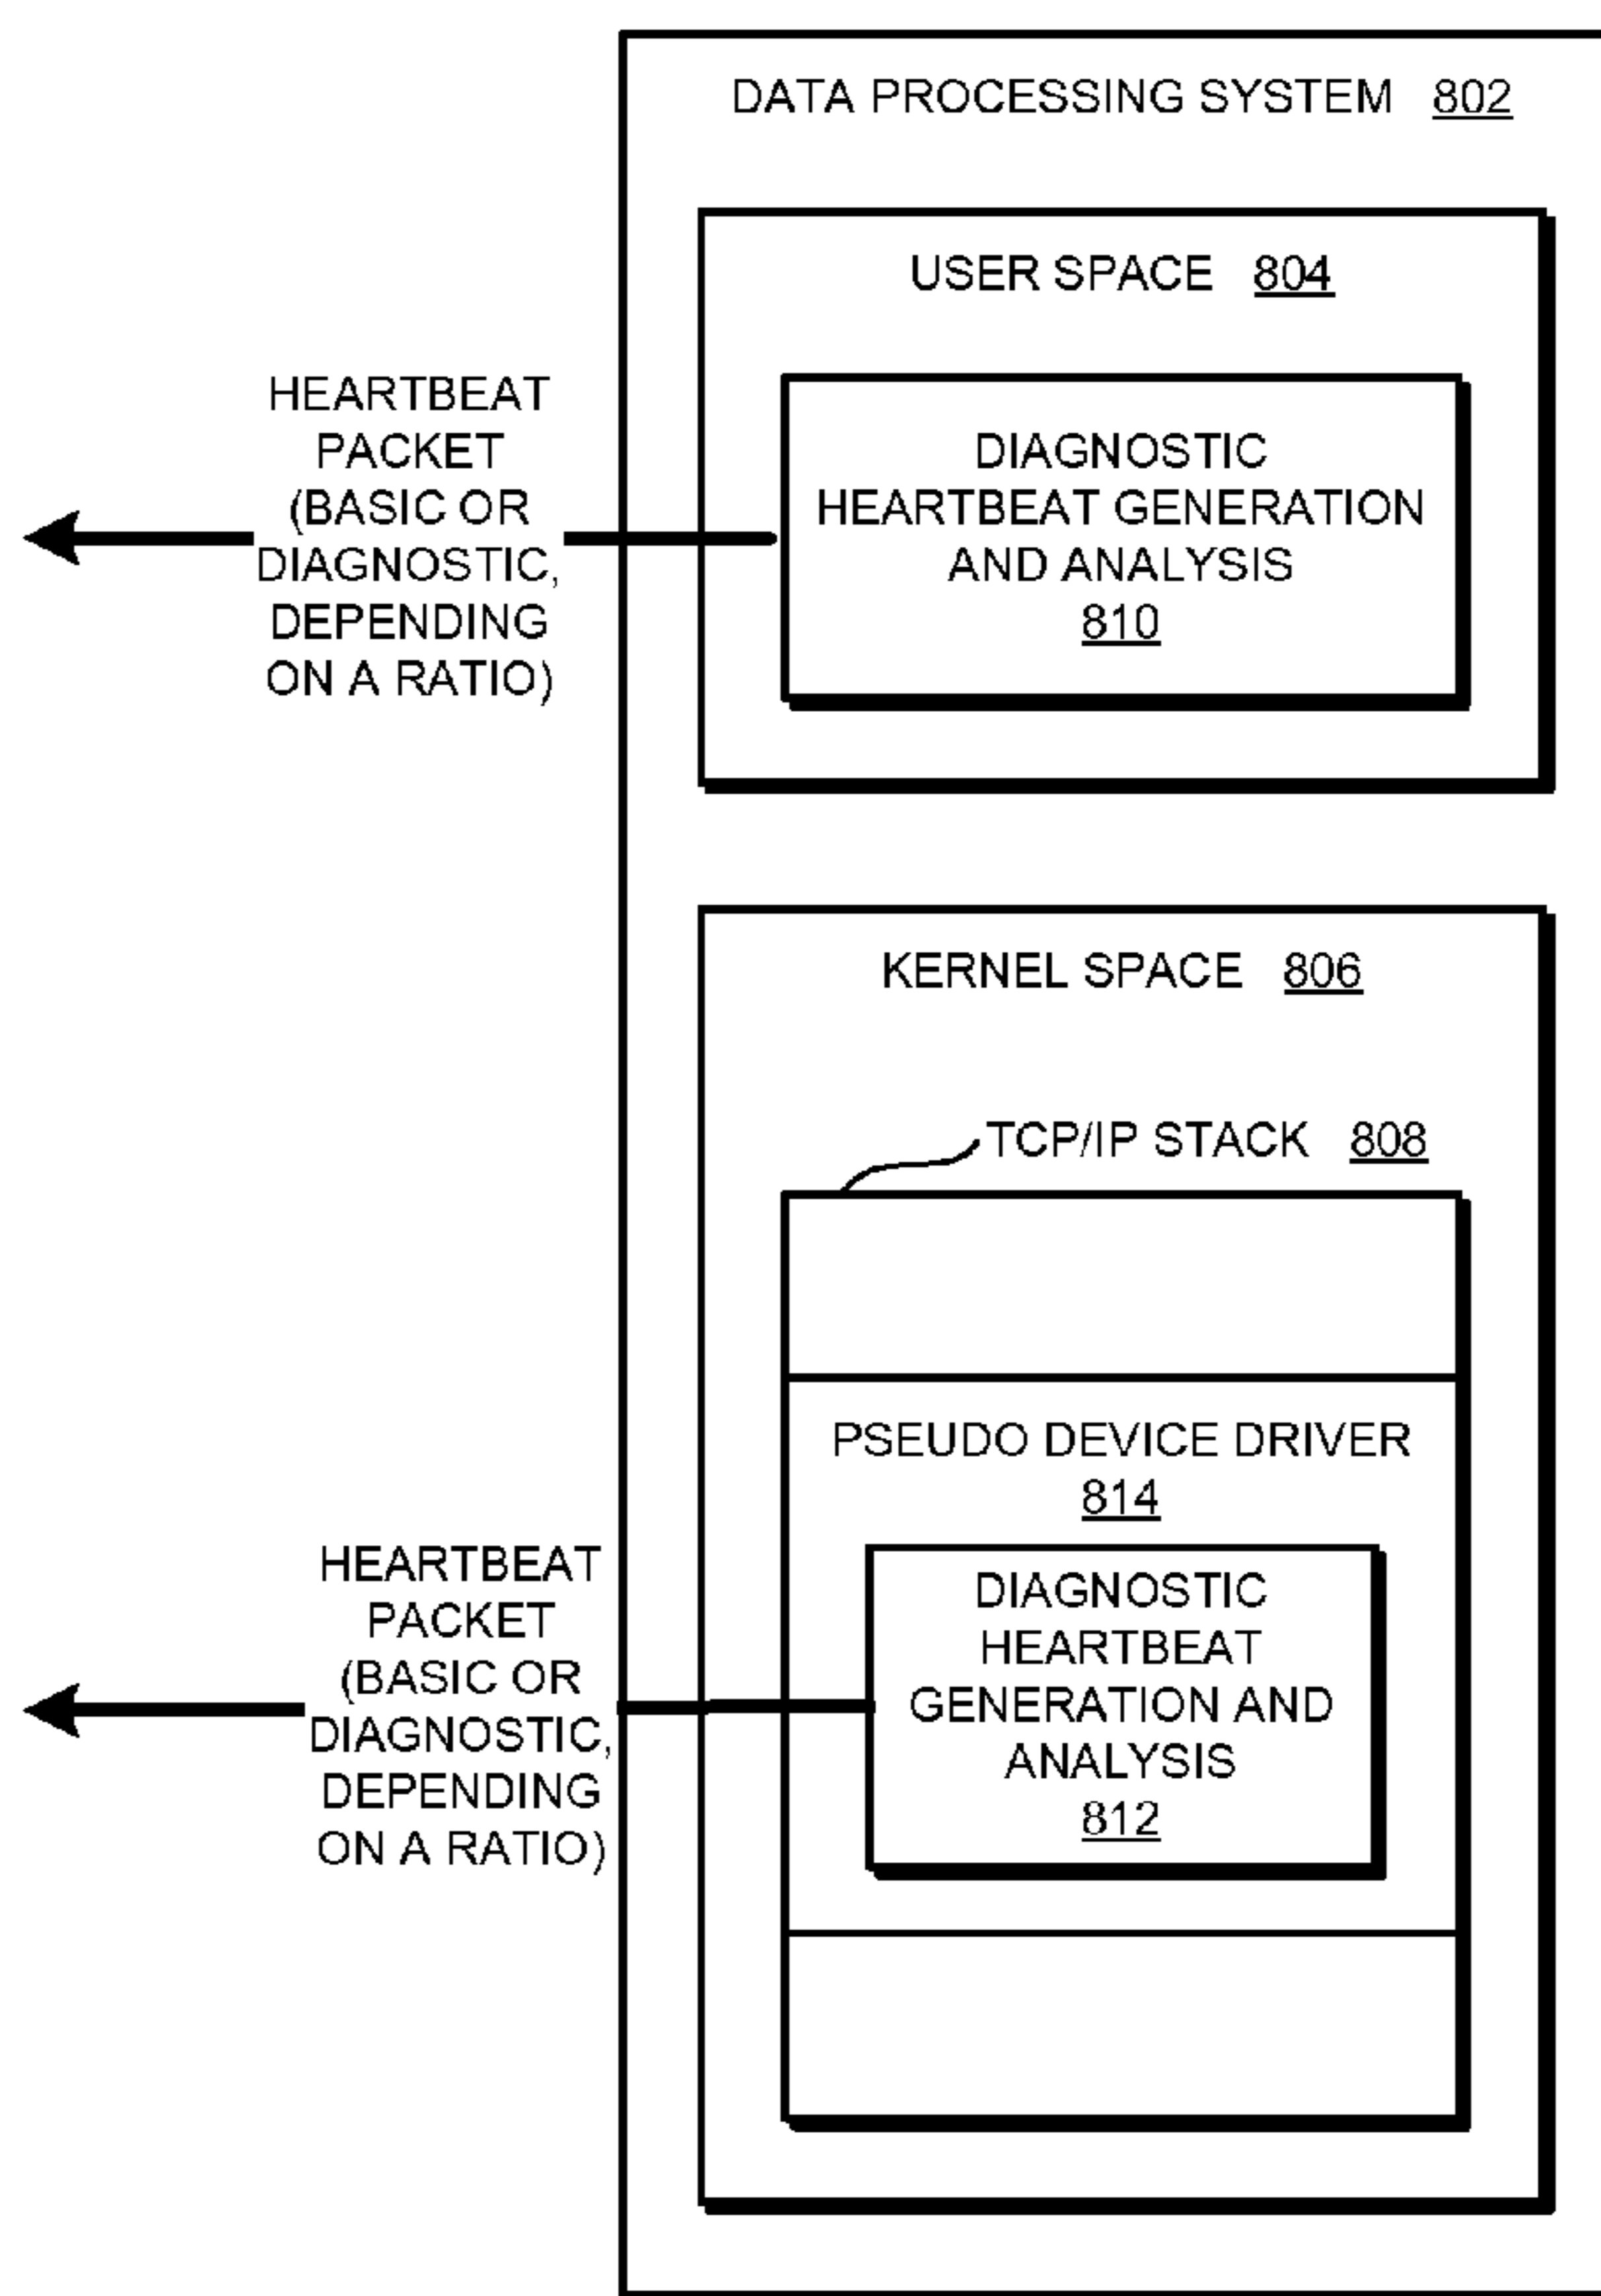 DATA PROCESSING SYSTEM 802
USER SPACE 804
HEARTBEAT
PACKET
(BASIC OR
DIAGNOSTIC,
DEPENDING
ON A RATIO)
DIAGNOSTIC
HEARTBEAT GENERATION
AND ANALYSIS
810
KERNEL SPACE 806
TCP/IP STACK 808
PSEUDO DEVICE DRIVER
814
HEARTBEAT
PACKET
(BASIC OR
DIAGNOSTIC,
DEPENDING
ON A RATIO)
DIAGNOSTIC
HEARTBEAT
GENERATION AND
ANALYSIS
812